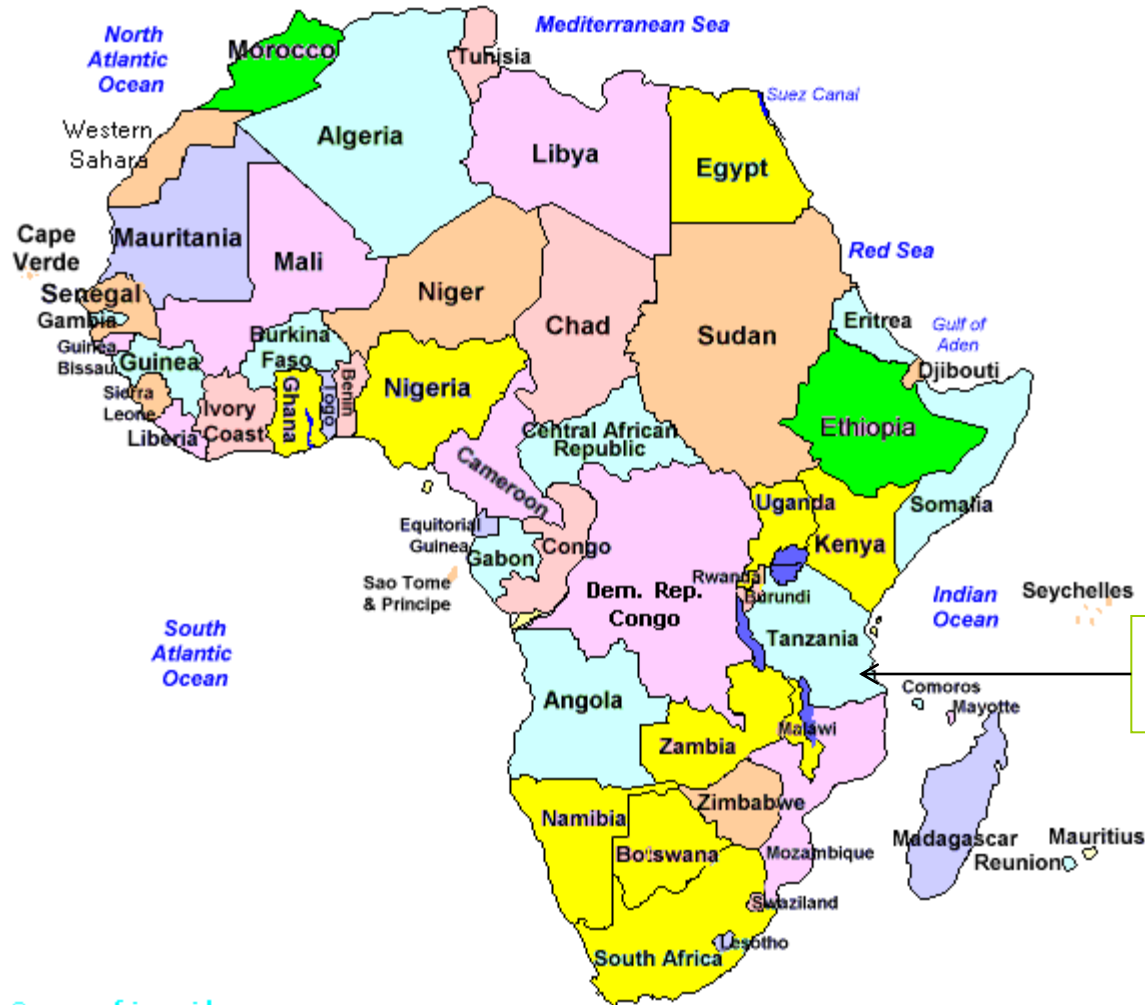 North
Atlantic
Ocean
Mediterranean Sea
Morocco
Tunisia
Suez Canal
Western
Sahara
Algeria
Libya
Egypt
Cape
Verde
Mauritania
Mali
Niger
Chad
Sudan
Red Sea
Senegal
Gambia
Guinea
Bissau
Guinea
Burkina
Faso
Eritrea
Gulf of
Aden
Djibouti
Sierra
Leone
Liberia
Ivory
Coast
Ghana
Togo
Benin
Nigeria
Central African
Republic
Ethiopia
Cameroon
Somalia
Uganda
Kenya
Equitorial
Guinea
Gabon
Congo
Sao Tome
& Principe
Dem. Rep.
Congo
Rwanda
Burundi
Tanzania
Indian
Ocean
Seychelles
South
Atlantic
Ocean
Angola
Zambia
Malawi
Comoros
Mayotte
Namibia
Botswana
Zimbabwe
Mozambique
Madagascar
Mauritius
Reunion
Swaziland
Lesotho
South Africa